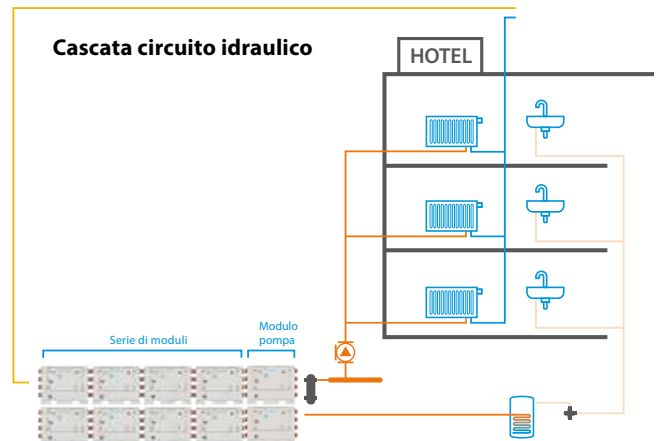 Cascata circuito idraulico
HOTEL
Serie di moduli
Modulo
pompa